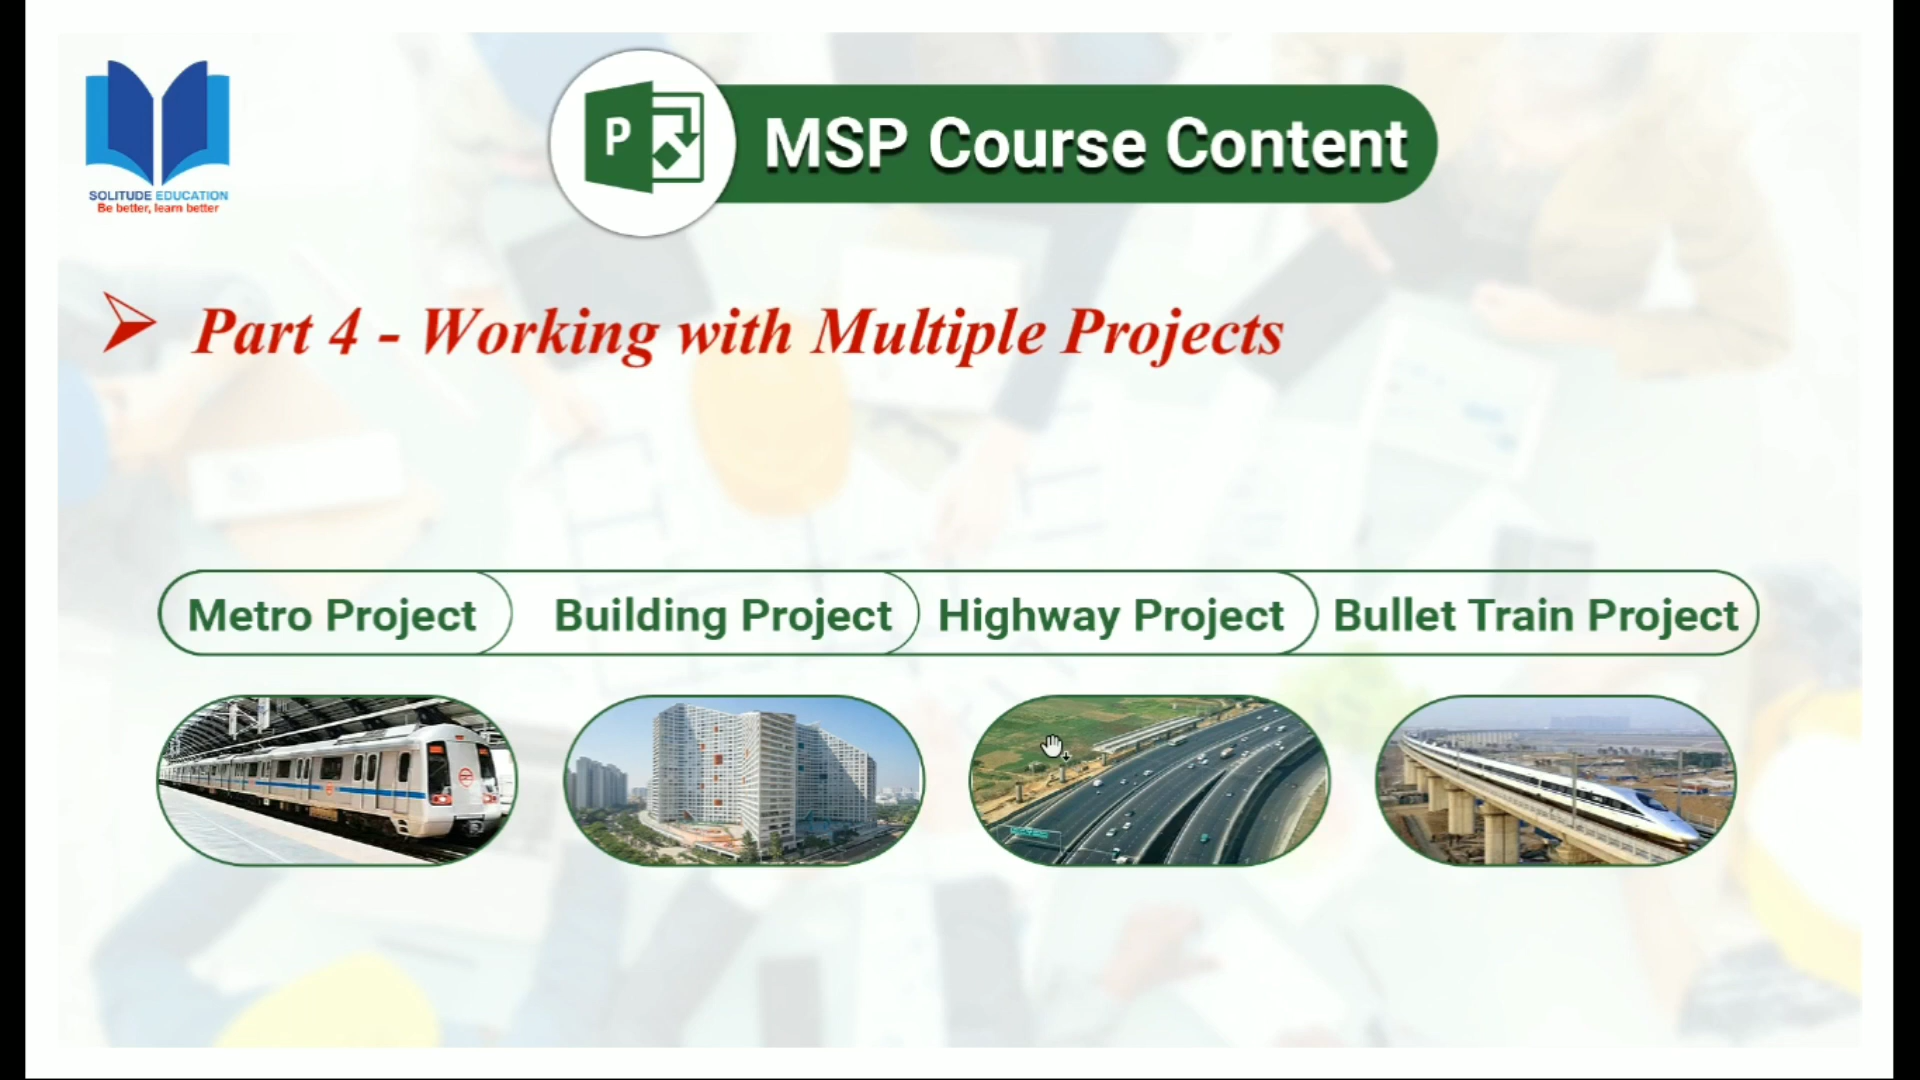 SOLITUDE EDUCATION
Be better, learn better
P
MSP Course Content
Part 4 - Working with Multiple Projects
Metro Project
Building Project
Highway Project
Bullet Train Project